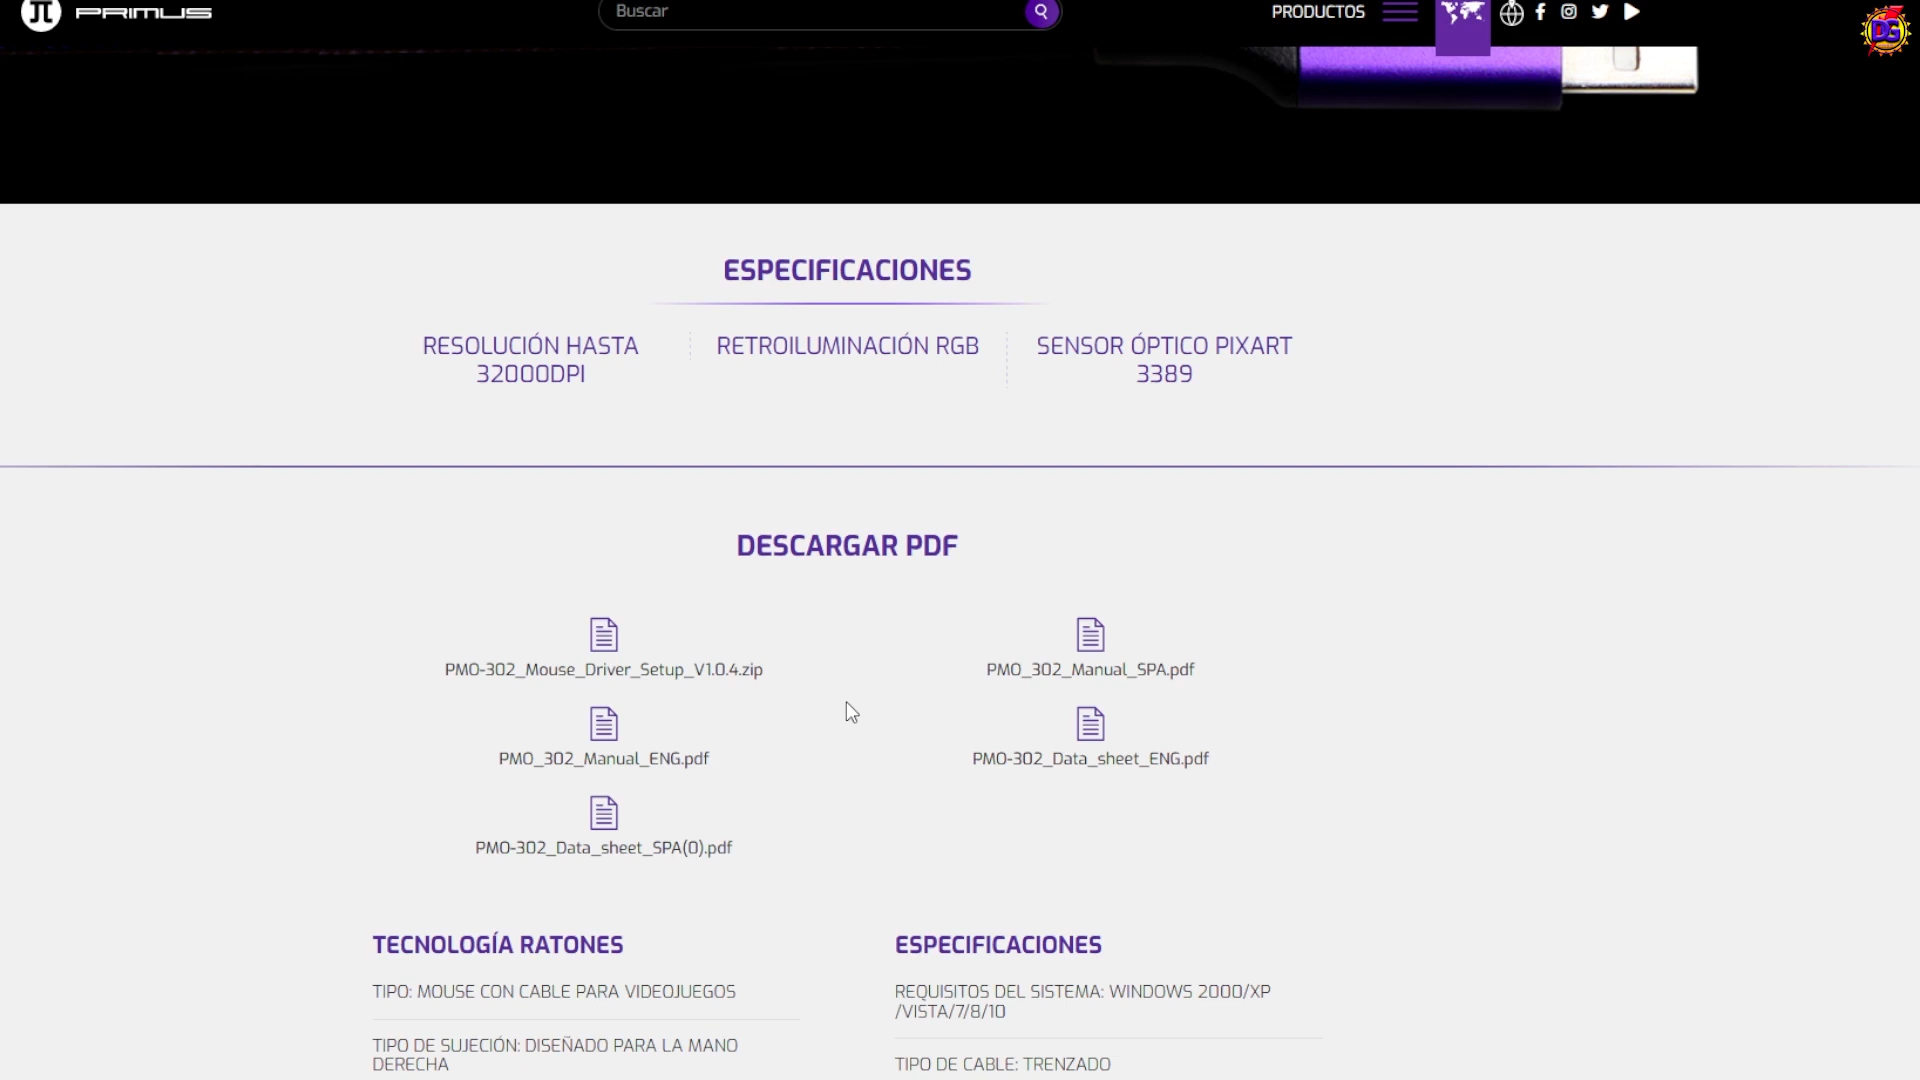 PRIMUS
Buscar
PRODUCTOS
DG
ESPECIFICACIONES
RESOLUCIÓN HASTA
32000DPI
RETROILUMINACIÓN RGB
SENSOR ÓPTICO PIXART
3389
DESCARGAR PDF
PMO-302_Mouse_Driver_Setup_V1.0.4.zip
PMO_302_Manual_SPA.pdf
PMO_302_Manual_ENG.pdf
PMO-302_Data_sheet_ENG.pdf
PMO-302_Data_sheet_SPA(0).pdf
TECNOLOGÍA RATONES
TIPO: MOUSE CON CABLE PARA VIDEOJUEGOS
TIPO DE SUJECIÓN: DISEÑADO PARA LA MANO
DERECHA
ESPECIFICACIONES
REQUISITOS DEL SISTEMA: WINDOWS 2000/XP
/VISTA/7/8/10
TIPO DE CABLE: TRENZADO